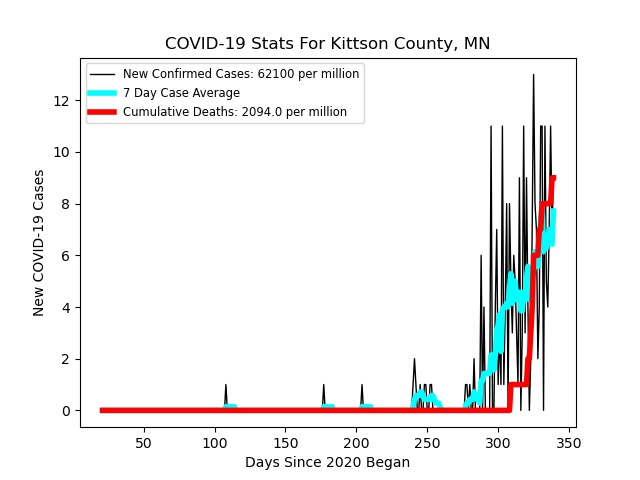 COVID-19 Stats For Kittson County, MN
New Confirmed Cases: 62100 per million
7 Day Case Average
Cumulative Deaths: 2094.0 per million
New COVID-19 Cases
12
10
8
6
4
2
0
50
100
150
200
250
300
350
Days Since 2020 Began